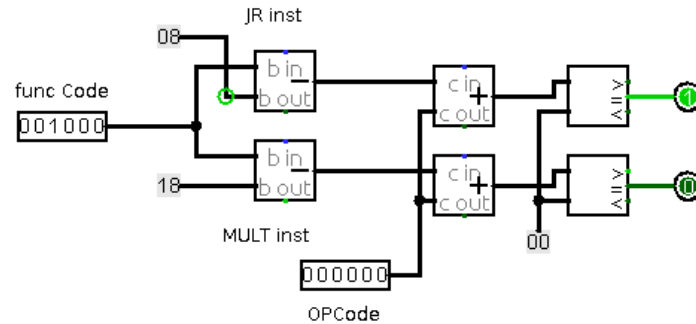 JR inst
08
b in
b out
−
c in
c out
+
>
=
<
1
func Code
001000
18
b in
b out
−
c in
c out
+
>
=
<
0
MULT inst
00
000000
OPCode